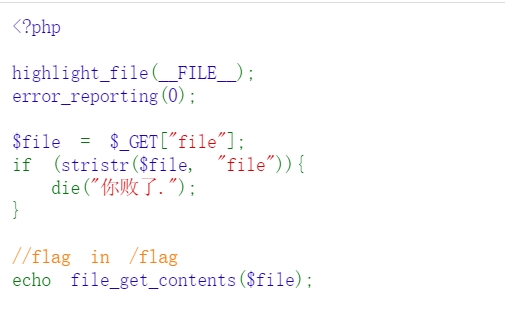 <?php
highlight_file(__FILE__);
error_reporting(0);
$file = $_GET["file"];
if (stristr($file, "file")){
die("你败了.");
}
//flag in /flag
echo file_get_contents($file);